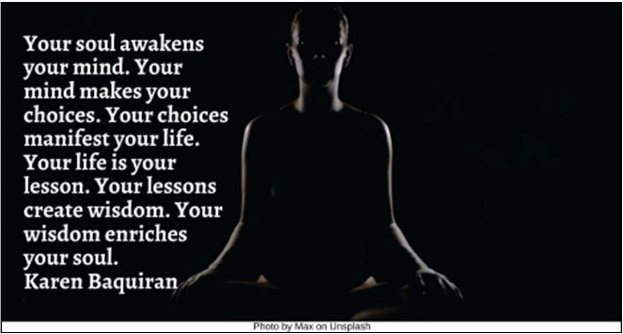 Your soul awakens
your mind. Your
mind makes your
choices. Your choices
manifest your life.
Your life is your
lesson. Your lessons
create wisdom. Your
wisdom enriches
your soul.
Karen Baquiran
Photo by Max on Unsplash